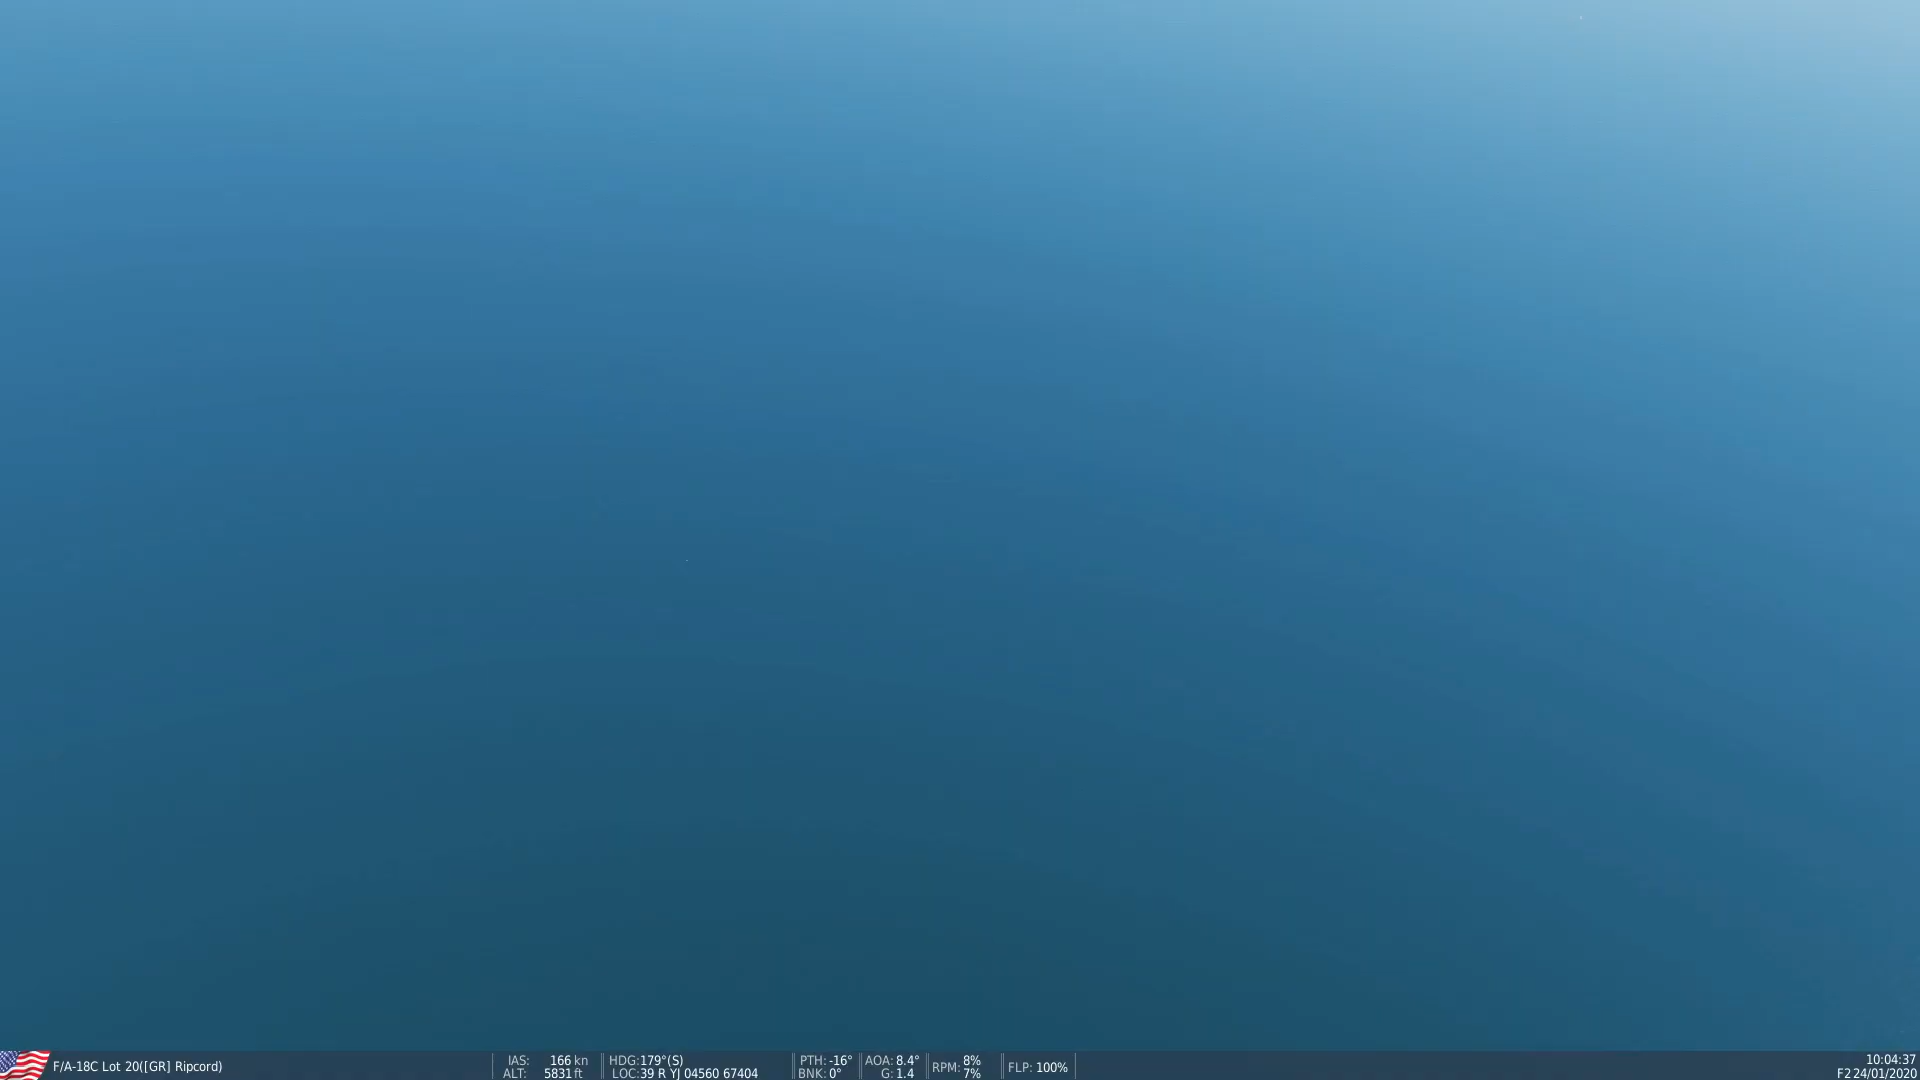 F/A-18C Lot 20([GR] Ripcord)
IAS: 166 kn HDG:179°(S) PTH: -16° AOA: 8.4° RPM: 8% FLP: 100% 10:04:37
ALT: 5831 ft LOC:39 R YJ 04560 67404 BNK: 0° G: 1.4 7% F2 24/01/2020